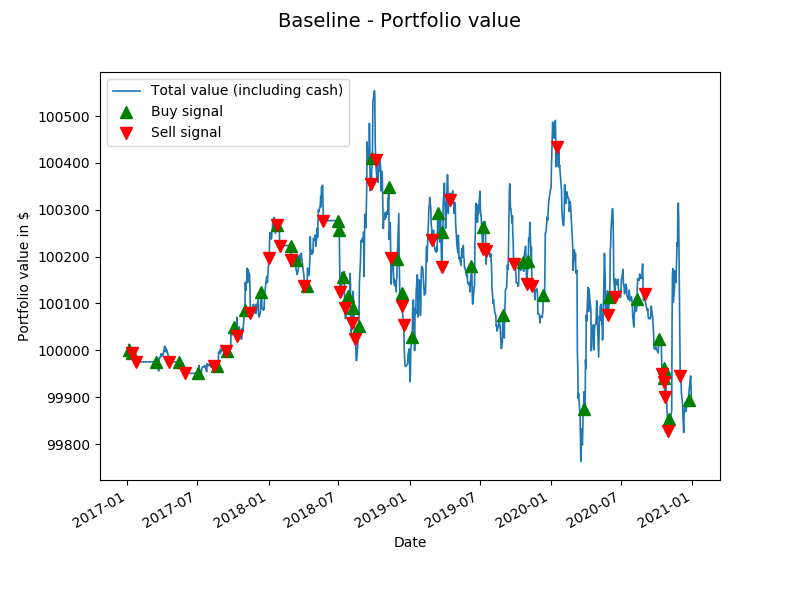 Baseline - Portfolio value
Total value (including cash)
Buy signal
Sell signal
100500
100400
100300
100200
100100
100000
99900
99800
Portfolio value in $
2017-01
2017-07
2018-01
2018-07
2019-01
2019-07
2020-01
2020-07
2021-01
Date